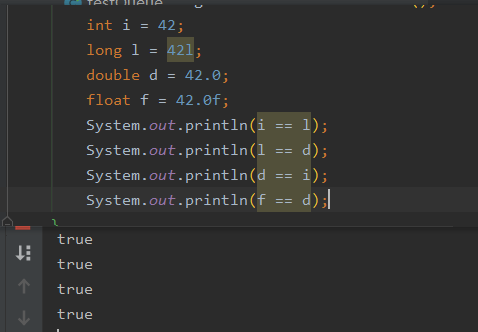 int i = 42;
long l = 42l;
double d = 42.0;
float f = 42.0f;
System.out.println(i == l);
System.out.println(l == d);
System.out.println(d == i);
System.out.println(f == d);
}
true
true
true
true